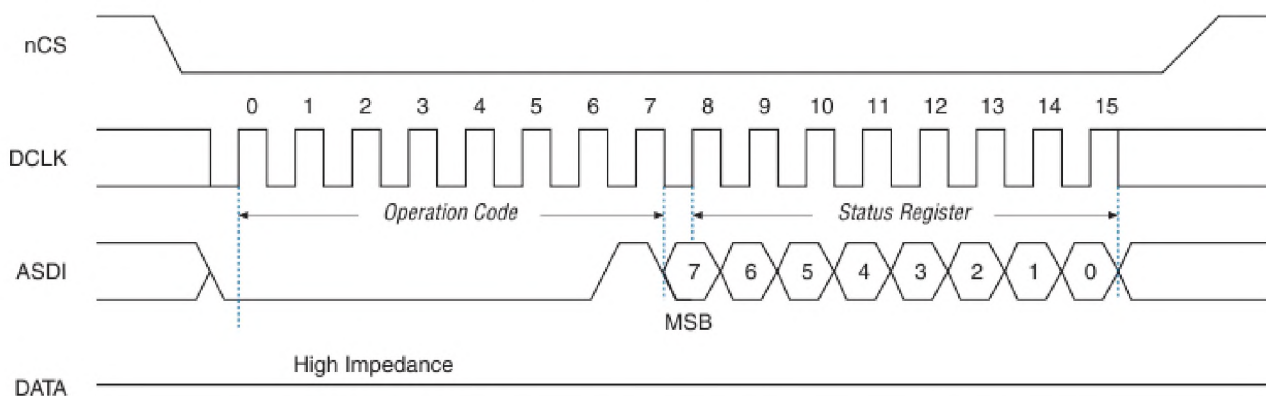 nCS
0 1 2 3 4 5 6 7 8 9 10 11 12 13 14 15
DCLK
Operation Code Status Register
ASDI 7 6 5 4 3 2 1 0
MSB
High Impedance
DATA